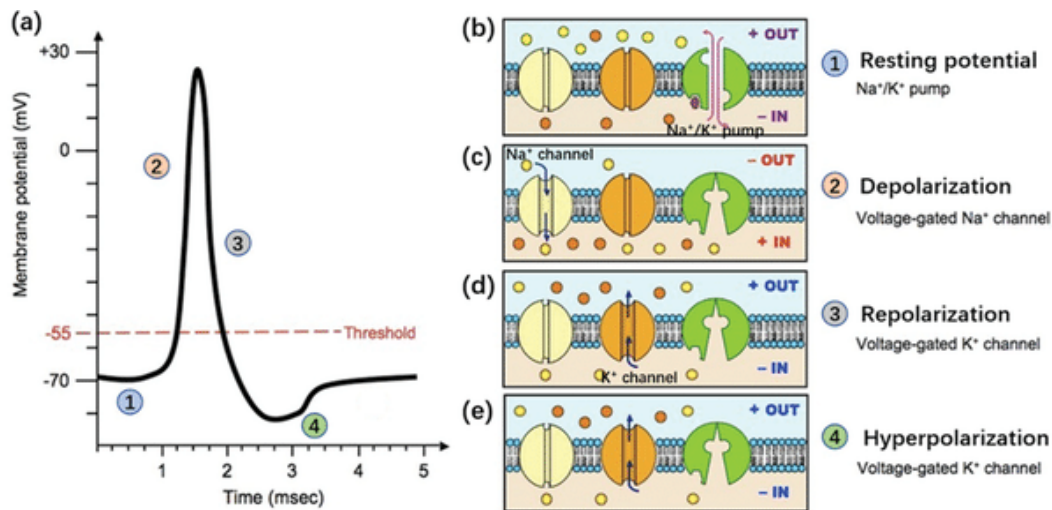 (a)
+30
0
-55
-70
Membrane potential (mV)
Threshold
1
2
3
4
1 2 3 4 5
Time (msec)
(b)
+ OUT
− IN
Na⁺/K⁺ pump
1 Resting potential
Na⁺/K⁺ pump
(c)
Na⁺ channel
− OUT
+ IN
2 Depolarization
Voltage-gated Na⁺ channel
(d)
+ OUT
K⁺ channel
− IN
3 Repolarization
Voltage-gated K⁺ channel
(e)
+ OUT
− IN
4 Hyperpolarization
Voltage-gated K⁺ channel